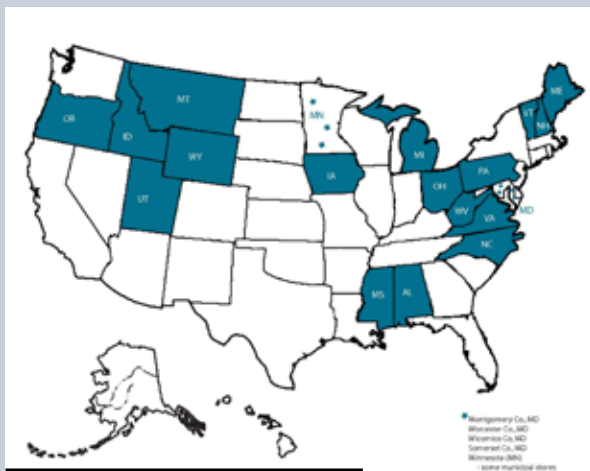 MT
ME
OR
ID
MN
VT
NH
WY
MI
IA
PA
UT
OH
WV
VA
MD
NC
MS
AL
Montgomery Co., MD
Worcester Co., MD
Wicomico Co, MD
Somerset Co, MD
Minnesota (MN)
- some municipal stores